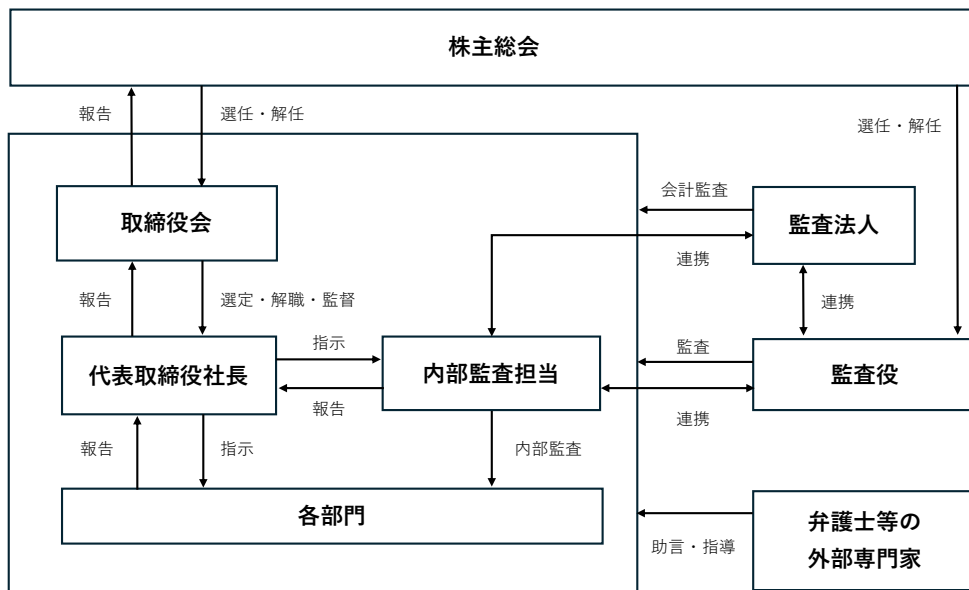 株主総会
報告
選任・解任
選任・解任
取締役会
会計監査
監査法人
連携
報告
選定・解職・監督
連携
代表取締役社長
指示
報告
内部監査担当
監査
連携
監査役
報告
指示
内部監査
各部門
助言・指導
弁護士等の
外部専門家